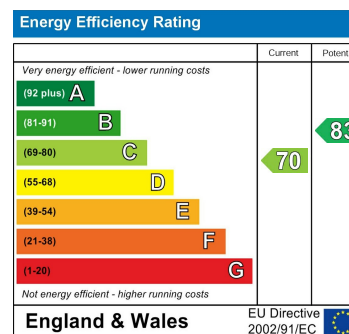 Energy Efficiency Rating
Current Potent
Very energy efficient - lower running costs
(92 plus) A
(81-91) B
83
(69-80) C
70
(55-68) D
(39-54) E
(21-38) F
(1-20) G
Not energy efficient - higher running costs
England & Wales
EU Directive
2002/91/EC